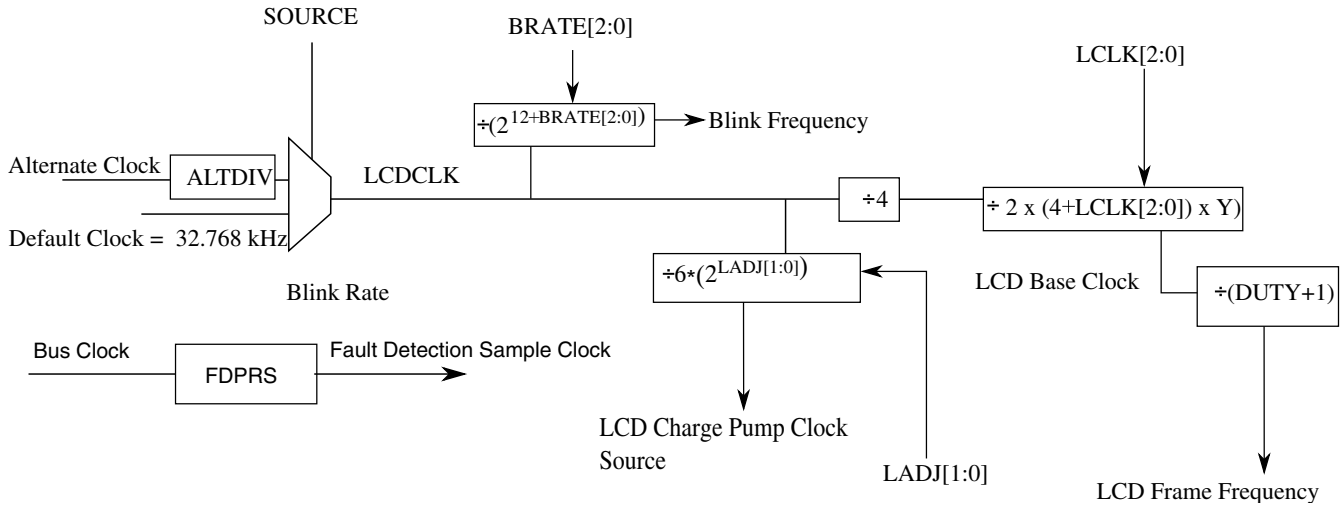 SOURCE
BRATE[2:0]
LCLK[2:0]
÷(2^12+BRATE[2:0])
Blink Frequency
Alternate Clock
ALTDIV
LCDCLK
÷4
÷ 2 x (4+LCLK[2:0]) x Y)
Default Clock = 32.768 kHz
÷6*(2^LADJ[1:0])
LCD Base Clock
÷(DUTY+1)
Blink Rate
Bus Clock
FDPRS
Fault Detection Sample Clock
LCD Charge Pump Clock
Source
LADJ[1:0]
LCD Frame Frequency